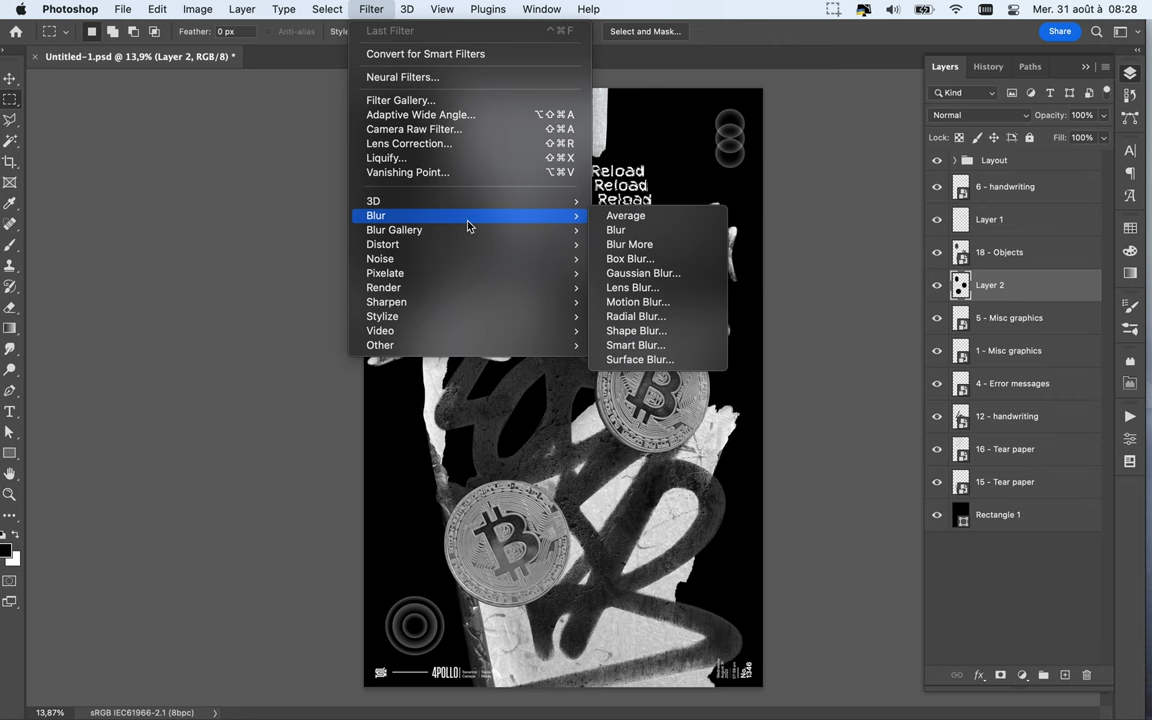 Photoshop File Edit Image Layer Type Select Filter 3D View Plugins Window Help Mer. 31 août à 08:28
Feather: 0 px Anti-alias Select and Mask... Share
× Untitled-1.psd @ 13,9% (Layer 2, RGB/8) *
Last Filter ^⌘F
Convert for Smart Filters
Neural Filters...
Filter Gallery...
Adaptive Wide Angle... ⌥⇧⌘A
Camera Raw Filter... ⇧⌘A
Lens Correction... ⇧⌘R
Liquify... ⇧⌘X
Vanishing Point... ⌥⌘V
3D
Blur
Blur Gallery
Distort
Noise
Pixelate
Render
Sharpen
Stylize
Video
Other
Average
Blur
Blur More
Box Blur...
Gaussian Blur...
Lens Blur...
Motion Blur...
Radial Blur...
Shape Blur...
Smart Blur...
Surface Blur...
Reload
Reload
Reload
4POLLO
No. 1346
Layers History Paths
Kind
Normal Opacity: 100%
Lock: Fill: 100%
Layout
6 - handwriting
Layer 1
18 - Objects
Layer 2
5 - Misc graphics
1 - Misc graphics
4 - Error messages
12 - handwriting
16 - Tear paper
15 - Tear paper
Rectangle 1
13,87% sRGB IEC61966-2.1 (8bpc)